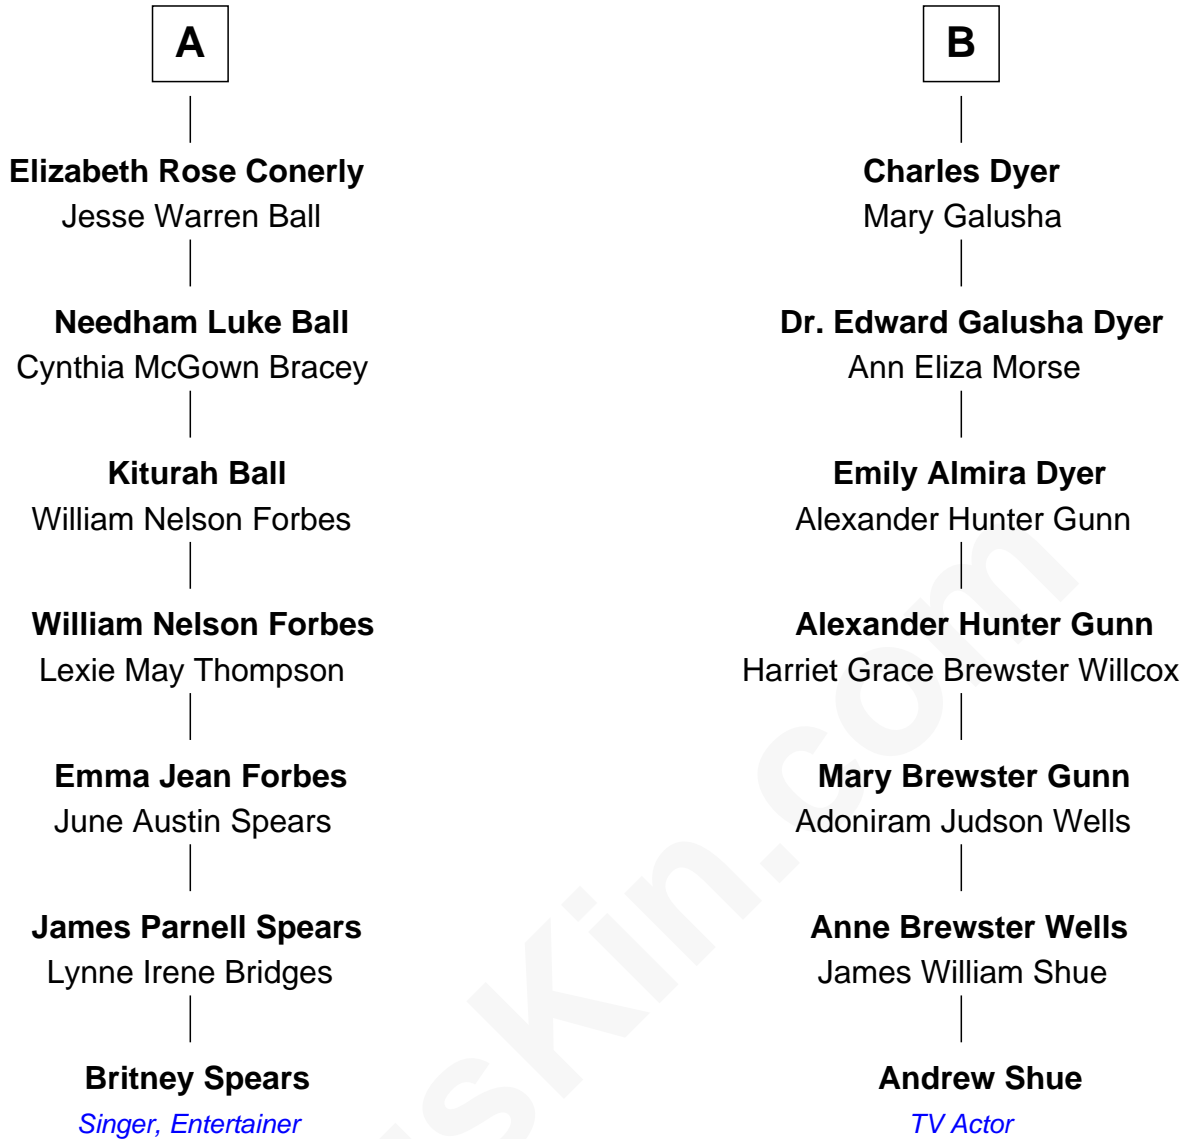 A
Elizabeth Rose Conerly
Jesse Warren Ball
Needham Luke Ball
Cynthia McGown Bracey
Kiturah Ball
William Nelson Forbes
William Nelson Forbes
Lexie May Thompson
Emma Jean Forbes
June Austin Spears
James Parnell Spears
Lynne Irene Bridges
Britney Spears
Singer, Entertainer
B
Charles Dyer
Mary Galusha
Dr. Edward Galusha Dyer
Ann Eliza Morse
Emily Almira Dyer
Alexander Hunter Gunn
Alexander Hunter Gunn
Harriet Grace Brewster Willcox
Mary Brewster Gunn
Adoniram Judson Wells
Anne Brewster Wells
James William Shue
Andrew Shue
TV Actor
sKin.com